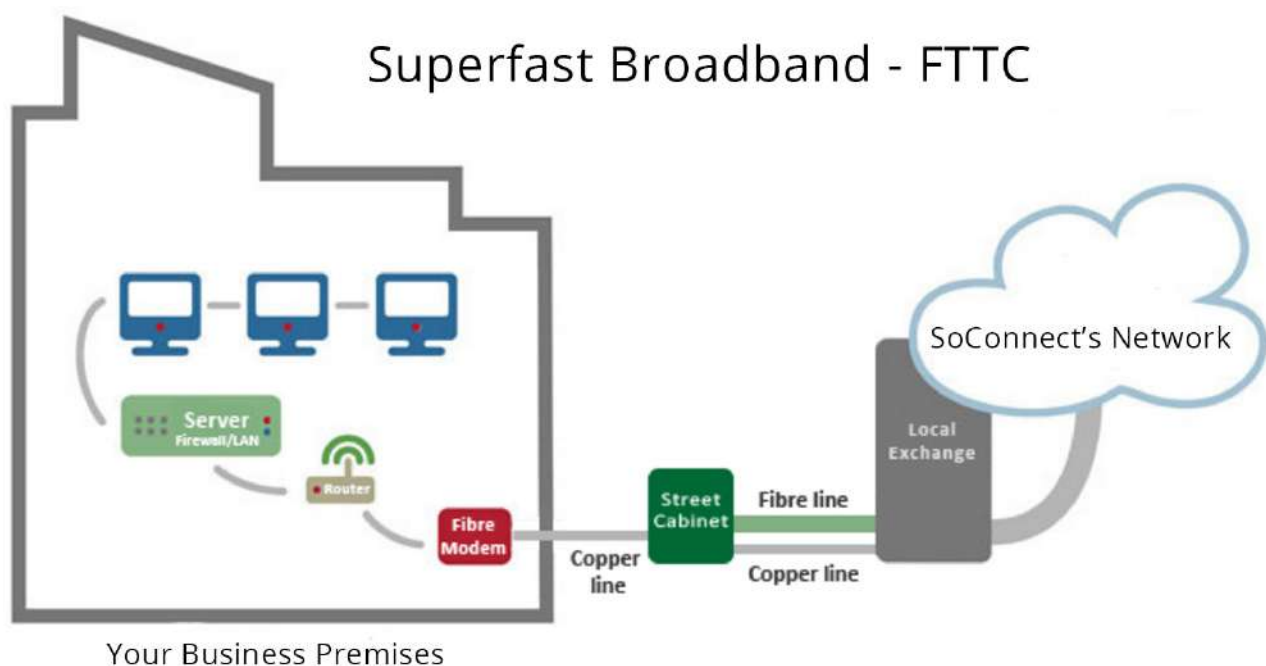 Superfast Broadband - FTTC
SoConnect's Network
Server
Firewall/LAN
Local
Exchange
Router
Street
Cabinet
Fibre line
Fibre
Modem
Copper
line
Copper line
Your Business Premises